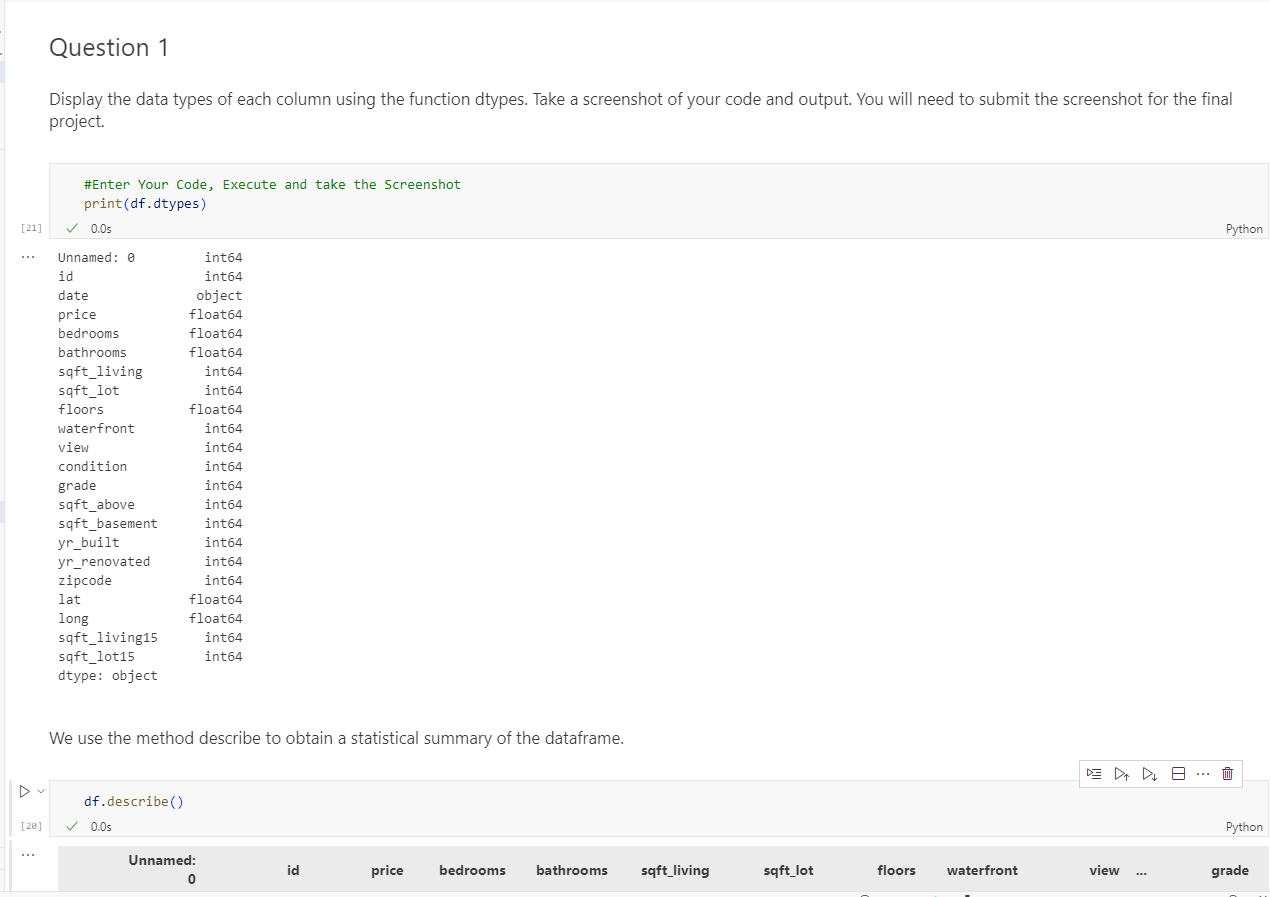 Question 1
Display the data types of each column using the function dtypes. Take a screenshot of your code and output. You will need to submit the screenshot for the final
project.
#Enter Your Code, Execute and take the Screenshot
print(df.dtypes)
[21] 0.0s Python
... Unnamed: 0 int64
id int64
date object
price float64
bedrooms float64
bathrooms float64
sqft_living int64
sqft_lot int64
floors float64
waterfront int64
view int64
condition int64
grade int64
sqft_above int64
sqft_basement int64
yr_built int64
yr_renovated int64
zipcode int64
lat float64
long float64
sqft_living15 int64
sqft_lot15 int64
dtype: object
We use the method describe to obtain a statistical summary of the dataframe.
...
df.describe()
[20] 0.0s Python
... Unnamed:
0 id price bedrooms bathrooms sqft_living sqft_lot floors waterfront view ... grade